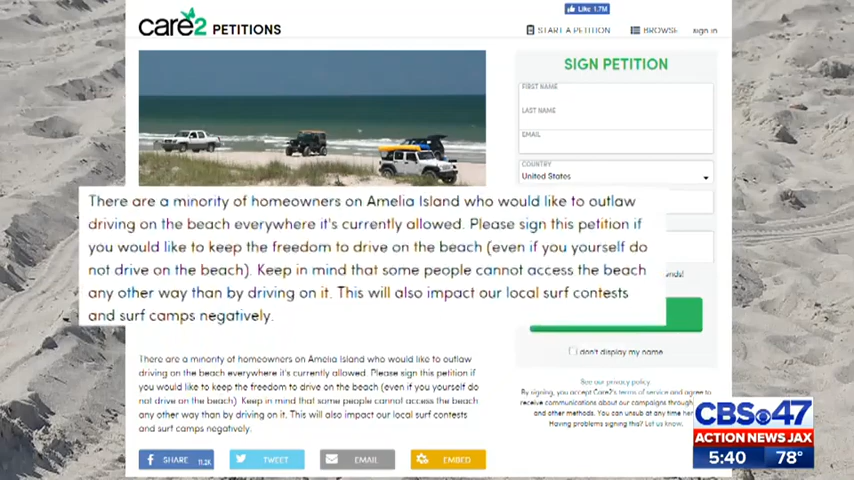 Like 1.7M
care2 PETITIONS
START A PETITION
BROWSE
sign in
SIGN PETITION
FIRST NAME
LAST NAME
EMAIL
COUNTRY
United States
There are a minority of homeowners on Amelia Island who would like to outlaw
driving on the beach everywhere it's currently allowed. Please sign this petition if
you would like to keep the freedom to drive on the beach (even if you yourself do
not drive on the beach). Keep in mind that some people cannot access the beach
any other way than by driving on it. This will also impact our local surf contests
and surf camps negatively.
don't display my name
There are a minority of homeowners on Amelia Island who would like to outlaw
driving on the beach everywhere it's currently allowed. Please sign this petition if
you would like to keep the freedom to drive on the beach (even if you yourself do
not drive on the beach). Keep in mind that some people cannot access the beach
any other way than by driving on it. This will also impact our local surf contests
and surf camps negatively.
See our privacy policy
By signing, you accept Care2's terms of service and agree to
receive communications about our campaigns through
and other methods. You can unsub at any time
Having problems signing this? Let us know.
SHARE 11.2K
TWEET
EMAIL
EMBED
CBS 47
ACTION NEWS JAX
5:40 78°